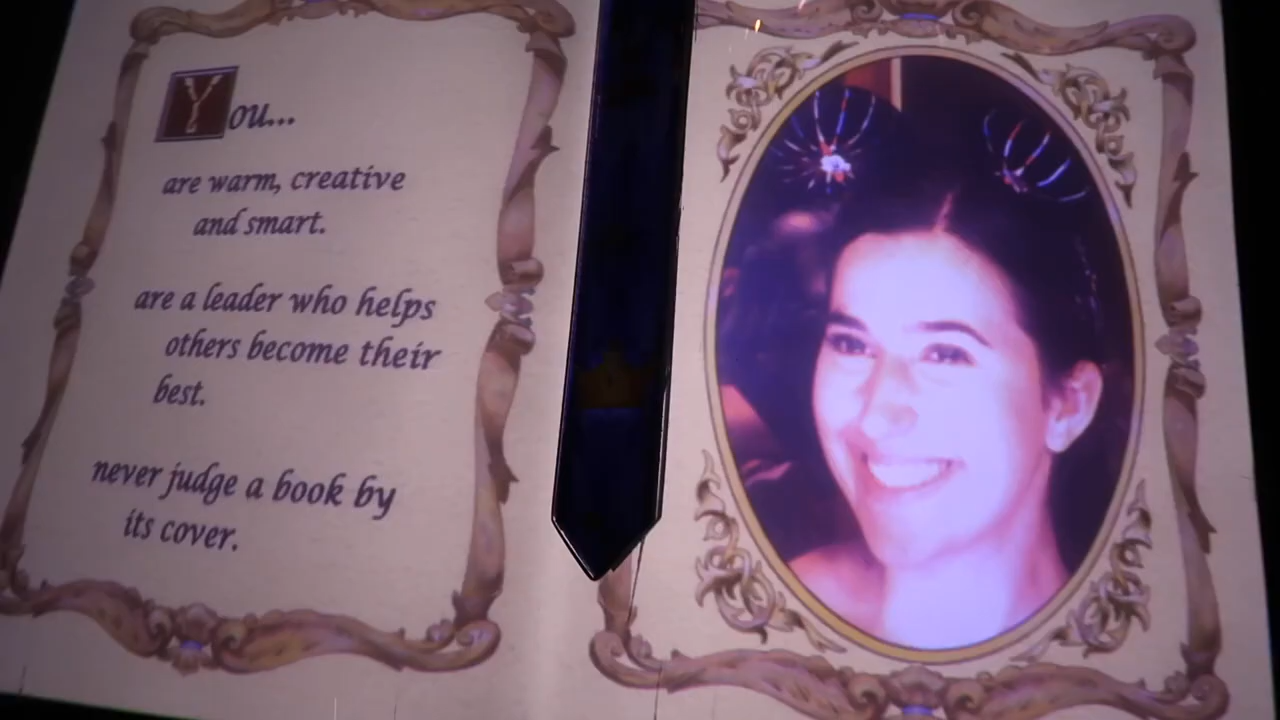 You...
are warm, creative
and smart.
are a leader who helps
others become their
best.
never judge a book by
its cover.